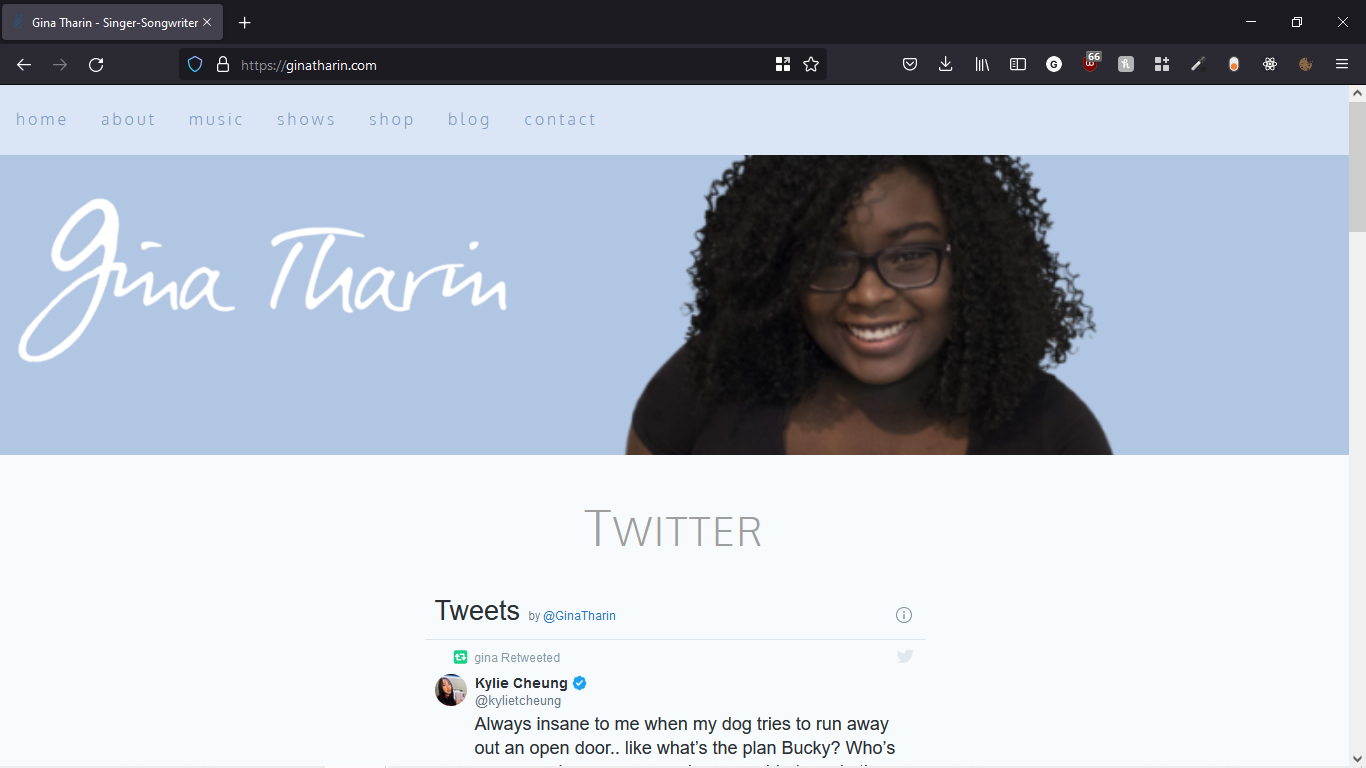 Gina Tharin - Singer-Songwriter
https://ginatharin.com
G
66
home about music shows shop blog contact
Gina Tharin
TWITTER
Tweets by @GinaTharin
gina Retweeted
Kylie Cheung
@kylietcheung
Always insane to me when my dog tries to run away
out an open door.. like what's the plan Bucky? Who's